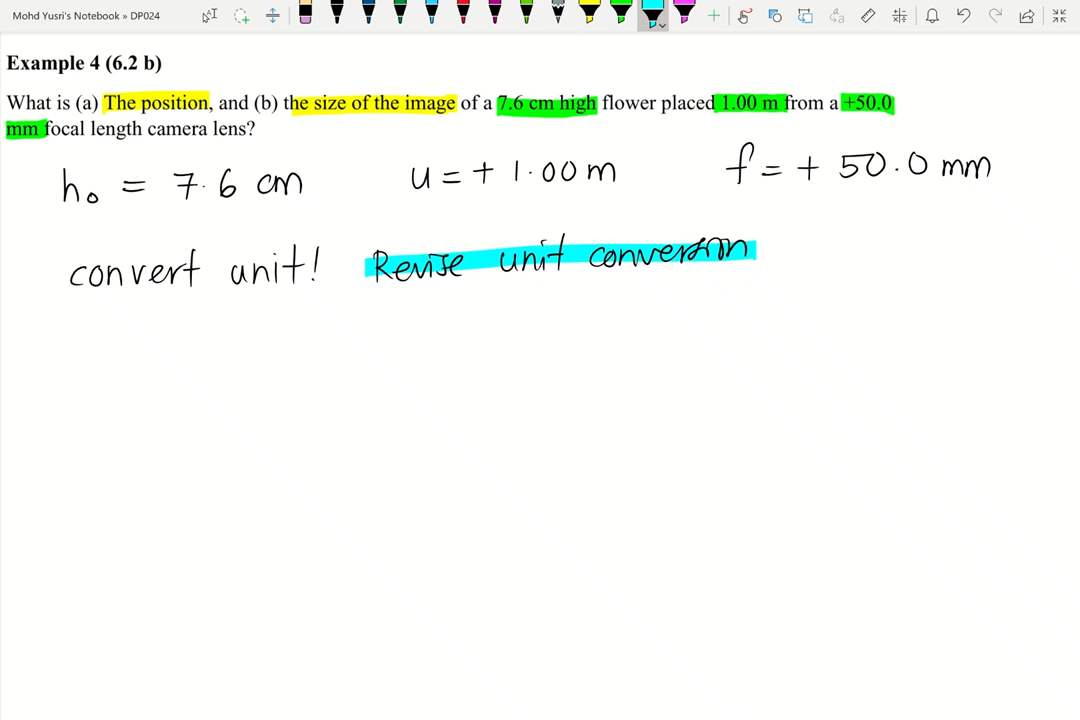 Mohd Yusri's Notebook » DP024
Example 4 (6.2 b)
What is (a) The position, and (b) the size of the image of a 7.6 cm high flower placed 1.00 m from a +50.0
mm focal length camera lens?
h₀ = 7.6 cm u = + 1.00 m f = + 50.0 mm
convert unit! Revise unit conversion